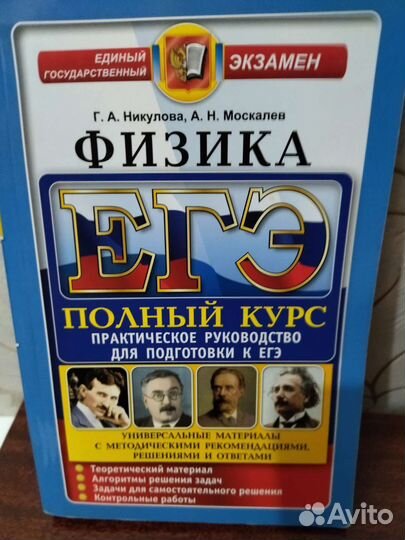 ЕДИНЫЙ
ГОСУДАРСТВЕННЫЙ
ЭКЗАМЕН
Г. А. Никулова, А. Н. Москалев
ФИЗИКА
ЕГЭ
ПОЛНЫЙ КУРС
ПРАКТИЧЕСКОЕ РУКОВОДСТВО
ДЛЯ ПОДГОТОВКИ К ЕГЭ
УНИВЕРСАЛЬНЫЕ МАТЕРИАЛЫ
С МЕТОДИЧЕСКИМИ РЕКОМЕНДАЦИЯМИ,
РЕШЕНИЯМИ И ОТВЕТАМИ
Теоретический материал
Алгоритмы решения задач
Задачи для самостоятельного решения
Контрольные работы
Avito